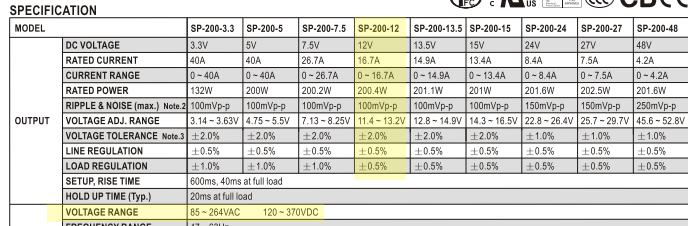 SPECIFICATION
MODEL SP-200-3.3 SP-200-5 SP-200-7.5 SP-200-12 SP-200-13.5 SP-200-15 SP-200-24 SP-200-27 SP-200-48
OUTPUT
DC VOLTAGE 3.3V 5V 7.5V 12V 13.5V 15V 24V 27V 48V
RATED CURRENT 40A 40A 26.7A 16.7A 14.9A 13.4A 8.4A 7.5A 4.2A
CURRENT RANGE 0 ~ 40A 0 ~ 40A 0 ~ 26.7A 0 ~ 16.7A 0 ~ 14.9A 0 ~ 13.4A 0 ~ 8.4A 0 ~ 7.5A 0 ~ 4.2A
RATED POWER 132W 200W 200.2W 200.4W 201.1W 201W 201.6W 202.5W 201.6W
RIPPLE & NOISE (max.) Note.2 100mVp-p 100mVp-p 100mVp-p 100mVp-p 100mVp-p 100mVp-p 150mVp-p 150mVp-p 250mVp-p
VOLTAGE ADJ. RANGE 3.14 ~ 3.63V 4.75 ~ 5.5V 7.13 ~ 8.25V 11.4 ~ 13.2V 12.8 ~ 14.9V 14.3 ~ 16.5V 22.8 ~ 26.4V 25.7 ~ 29.7V 45.6 ~ 52.8V
VOLTAGE TOLERANCE Note.3 ±2.0% ±2.0% ±2.0% ±2.0% ±2.0% ±2.0% ±1.0% ±1.0% ±1.0%
LINE REGULATION ±0.5% ±0.5% ±0.5% ±0.5% ±0.5% ±0.5% ±0.5% ±0.5% ±0.5%
LOAD REGULATION ±1.0% ±1.0% ±1.0% ±0.5% ±0.5% ±0.5% ±0.5% ±0.5% ±0.5%
SETUP, RISE TIME 600ms, 40ms at full load
HOLD UP TIME (Typ.) 20ms at full load
VOLTAGE RANGE 85 ~ 264VAC 120 ~ 370VDC